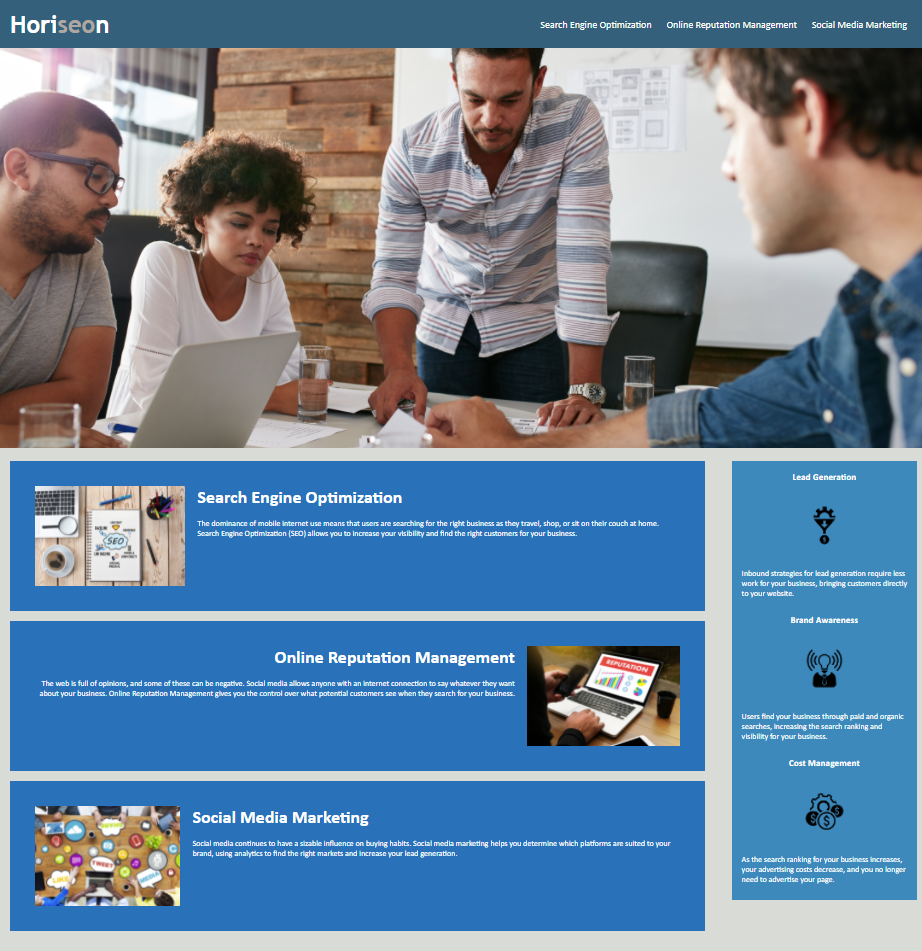 Horiseon
Search Engine Optimization
Online Reputation Management
Social Media Marketing
Search Engine Optimization
The dominance of mobile internet use means that users are searching for the right business as they travel, shop, or sit on their couch at home.
Search Engine Optimization (SEO) allows you to increase your visibility and find the right customers for your business.
SEO
Online Reputation Management
The web is full of opinions, and some of these can be negative. Social media allows anyone with an internet connection to say whatever they want
about your business. Online Reputation Management gives you the control over what potential customers see when they search for your business.
REPUTATION
Social Media Marketing
Social media continues to have a sizable influence on buying habits. Social media marketing helps you determine which platforms are suited to your
brand, using analytics to find the right markets and increase your lead generation.
TWEET
LIKE
MEDIA
Lead Generation
Inbound strategies for lead generation require less
work for your business, bringing customers directly
to your website.
Brand Awareness
Users find your business through paid and organic
searches, increasing the search ranking and
visibility for your business.
Cost Management
As the search ranking for your business increases,
your advertising costs decrease, and you no longer
need to advertise your page.